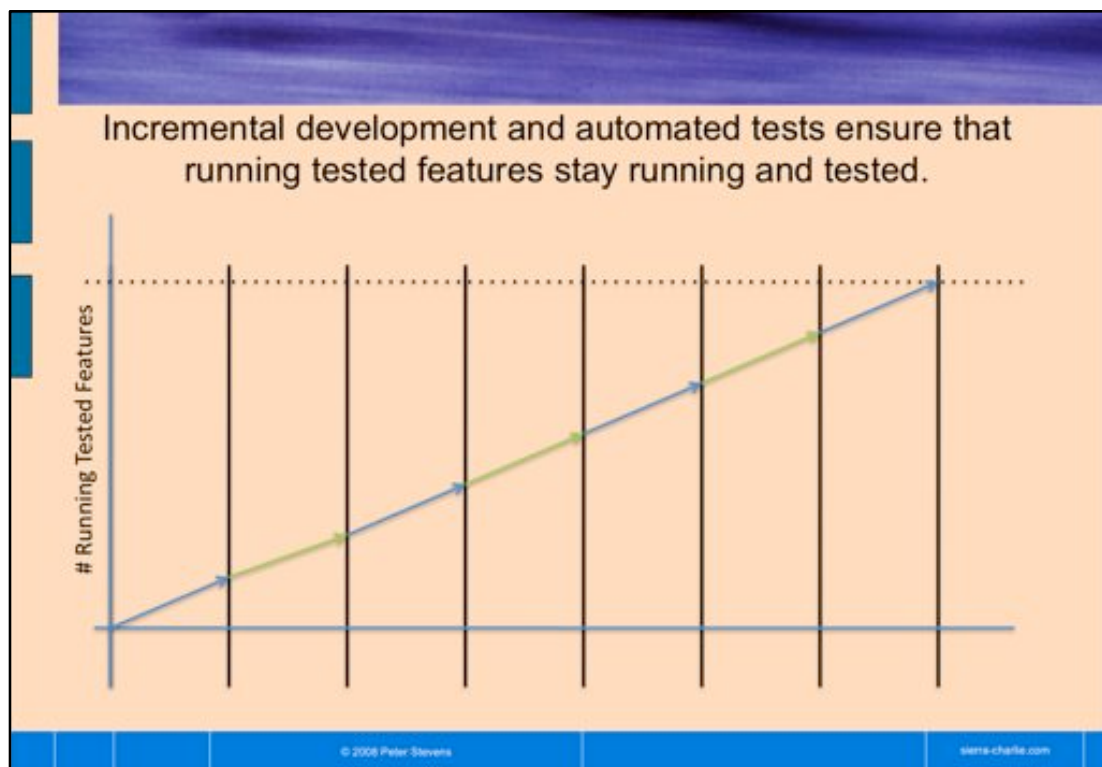 Incremental development and automated tests ensure that
running tested features stay running and tested.
# Running Tested Features
© 2008 Peter Stevens
sierra-charlie.com